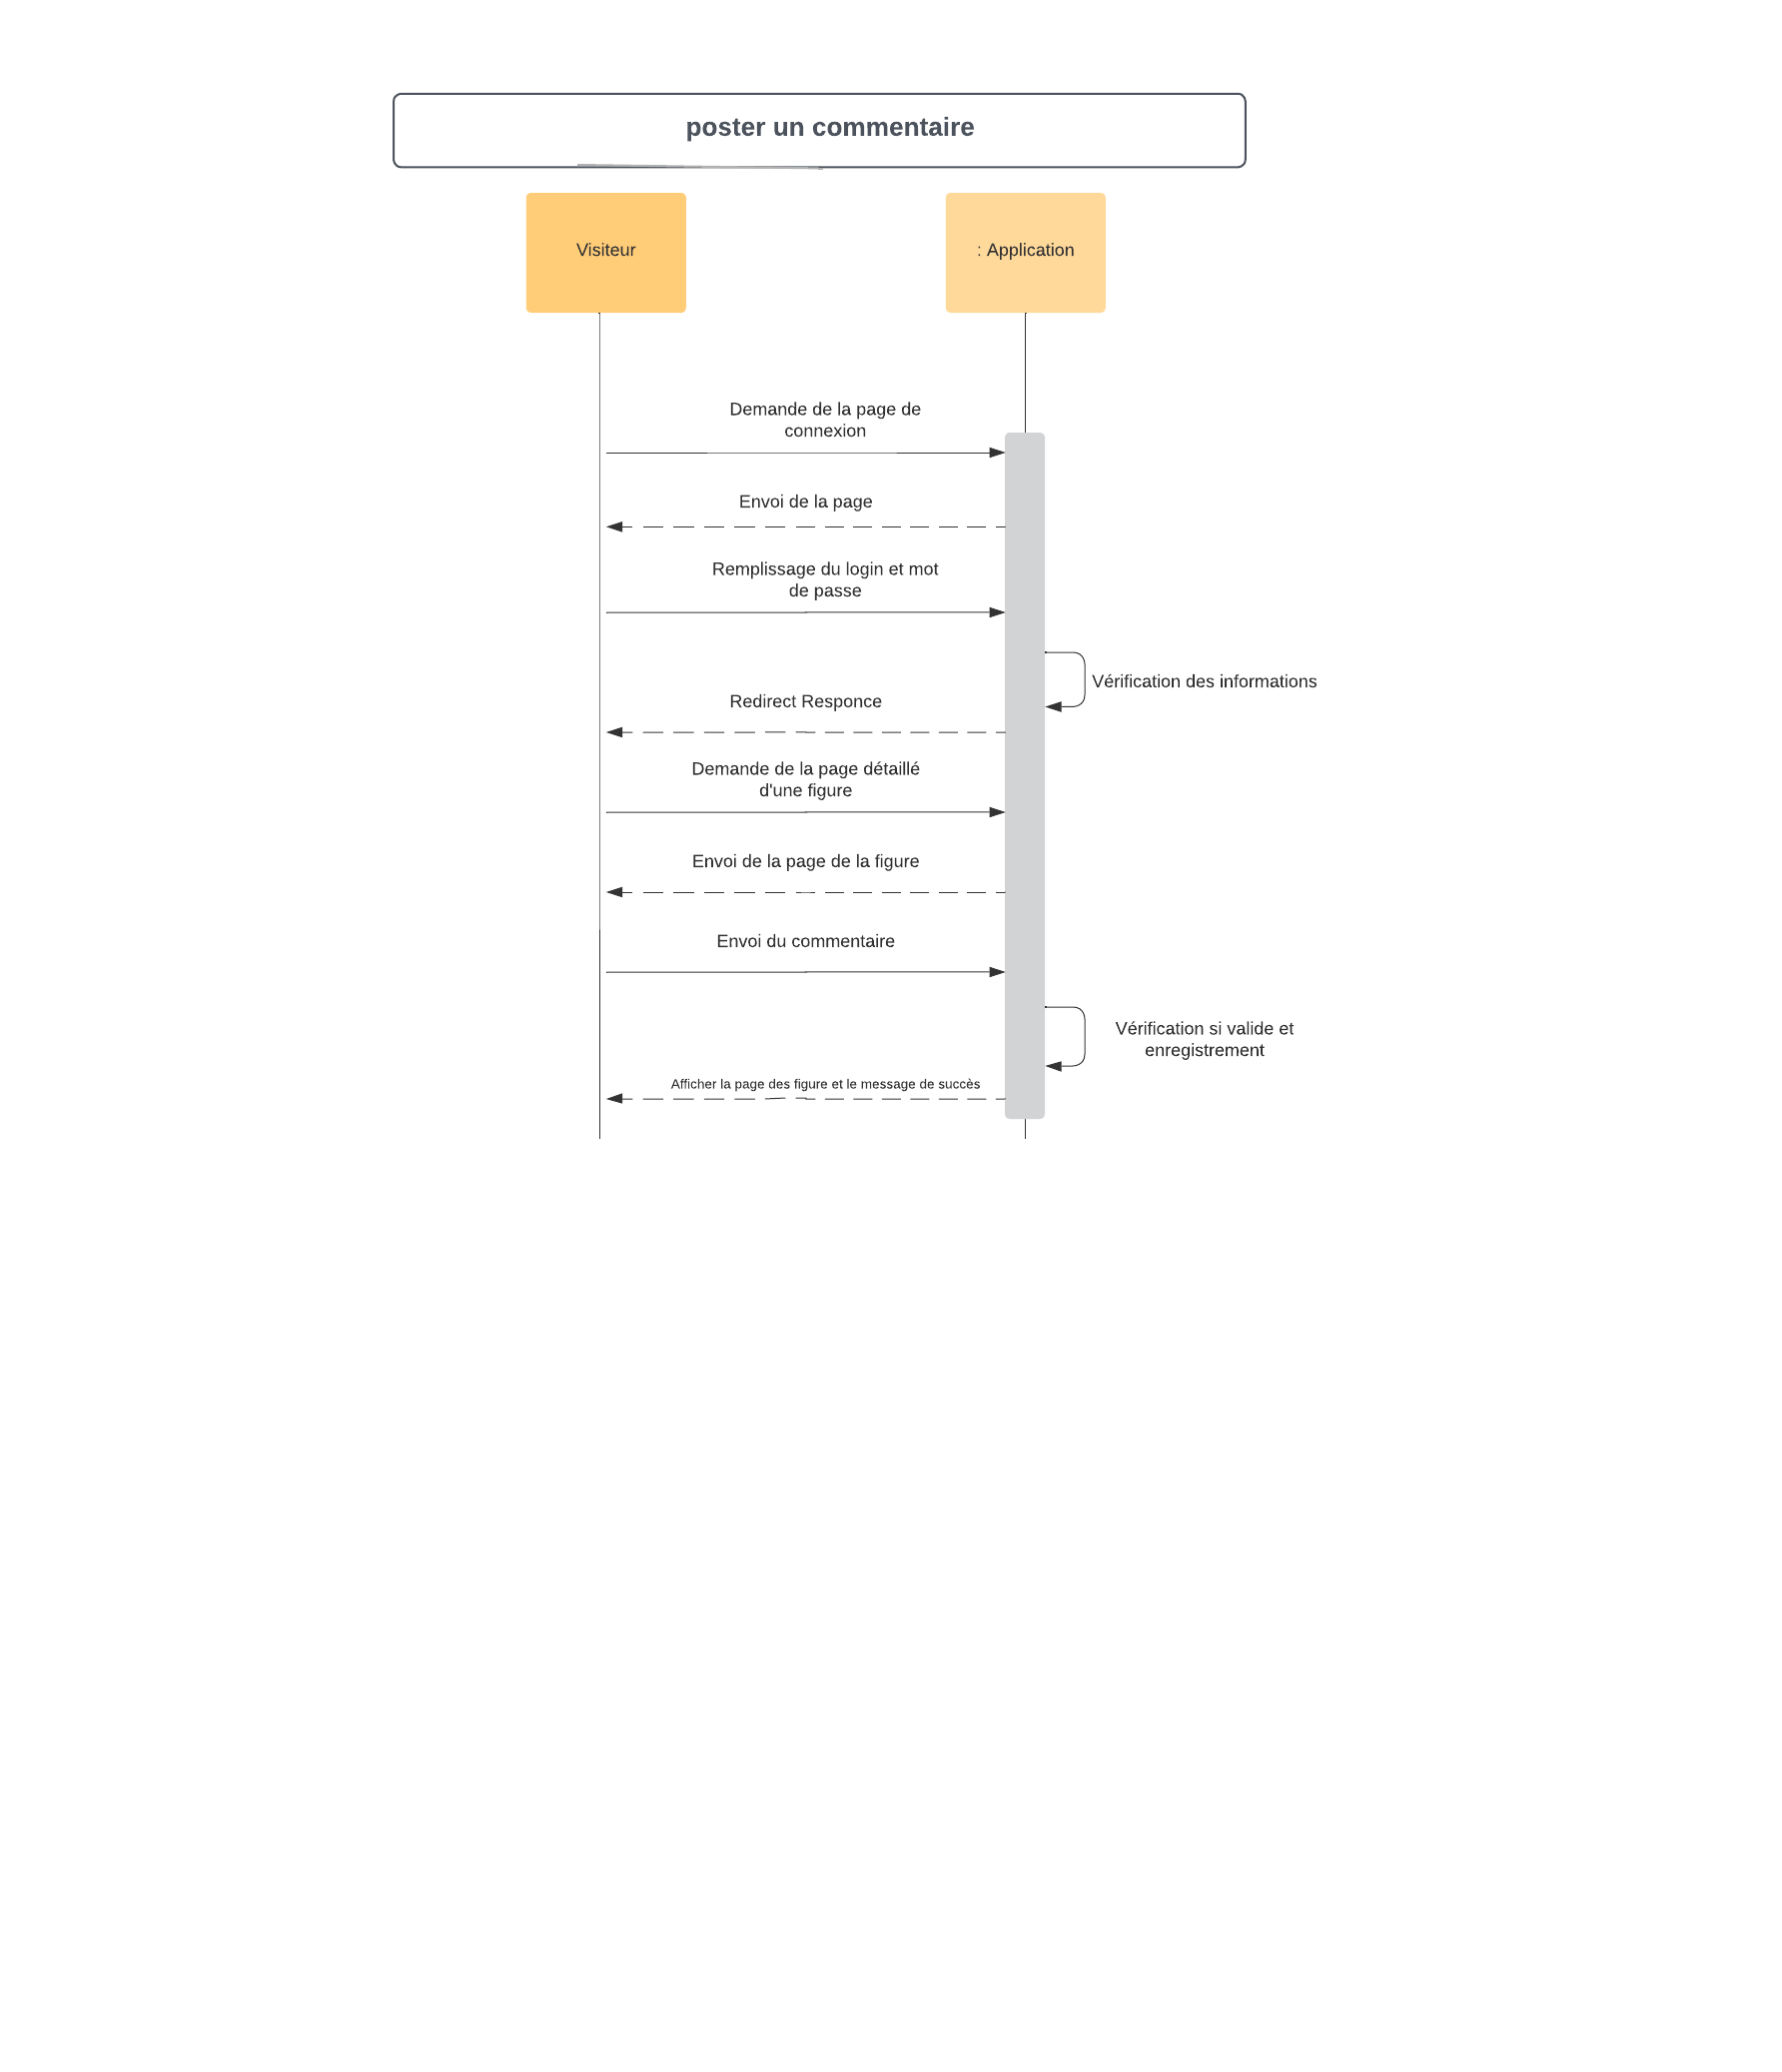 poster un commentaire
Visiteur
: Application
Demande de la page de
connexion
Envoi de la page
Remplissage du login et mot
de passe
Vérification des informations
Redirect Responce
Demande de la page détaillé
d'une figure
Envoi de la page de la figure
Envoi du commentaire
Vérification si valide et
enregistrement
Afficher la page des figure et le message de succès